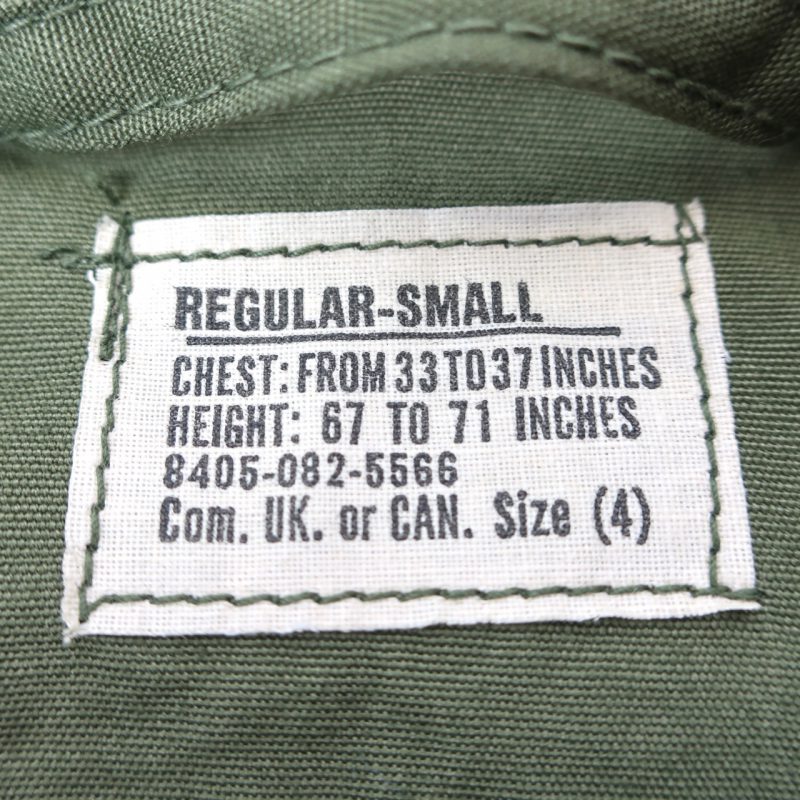 REGULAR-SMALL
CHEST: FROM 33 TO 37 INCHES
HEIGHT: 67 TO 71 INCHES
8405-082-5566
Com. UK. or CAN. Size (4)